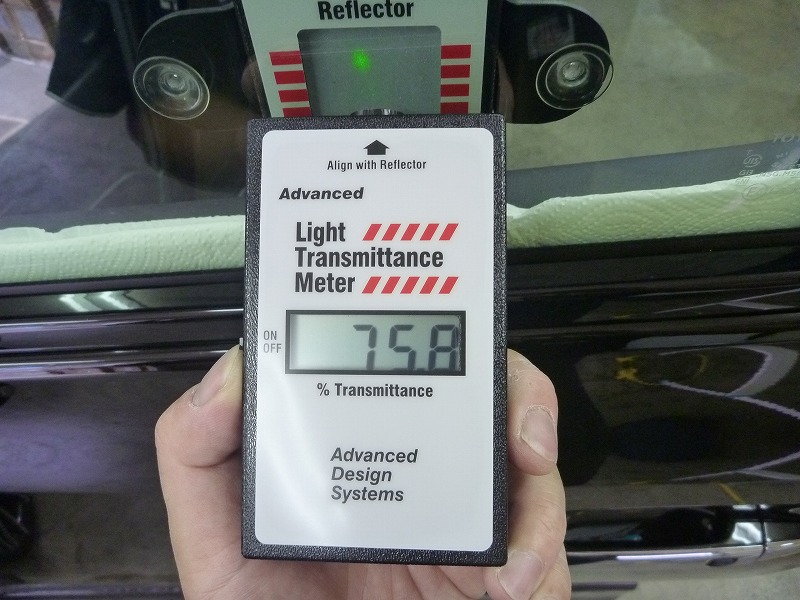 Reflector
Align with Reflector
Advanced
Light
Transmittance
Meter
ON
OFF
75.8
% Transmittance
Advanced
Design
Systems